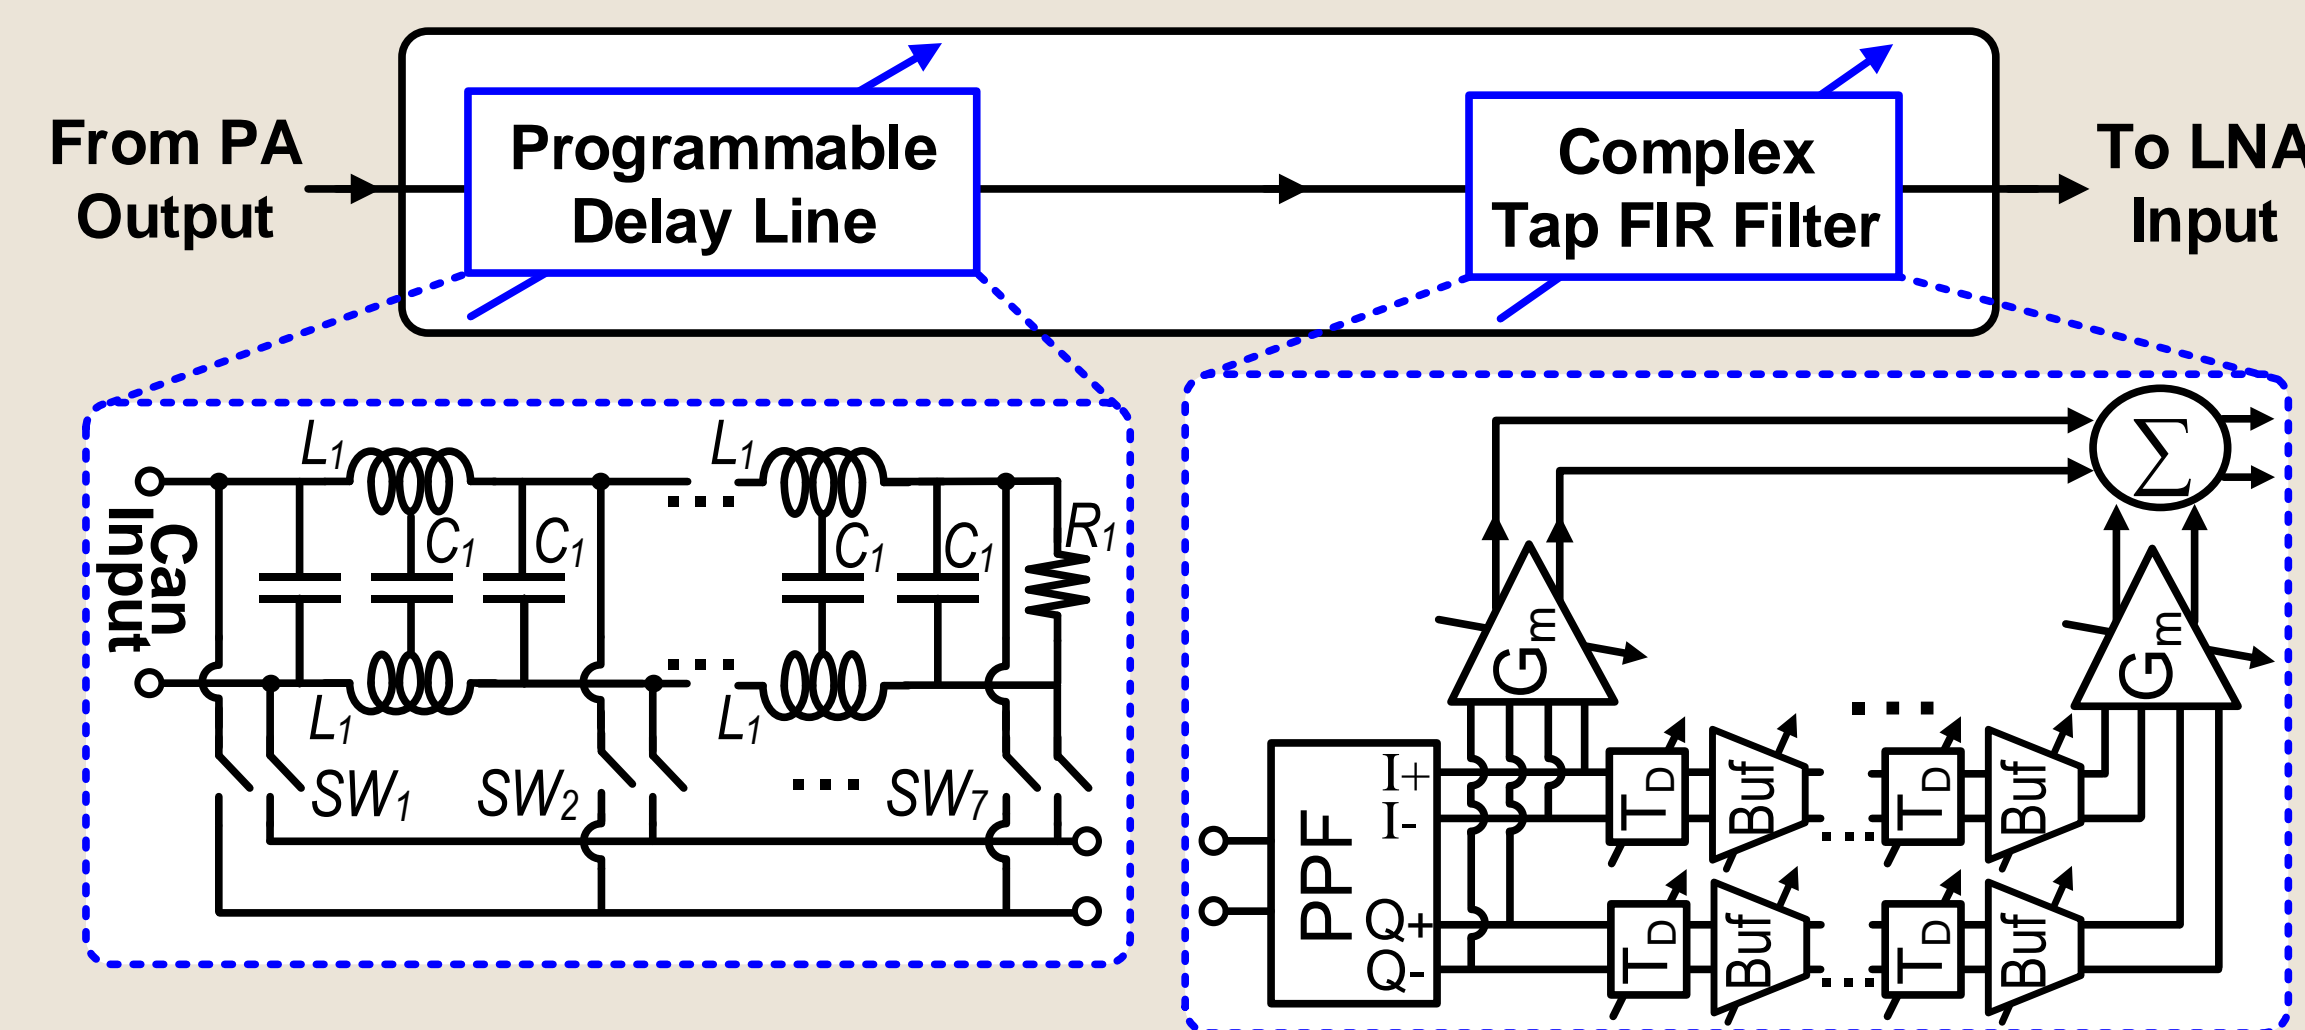 From PA
Output
Programmable
Delay Line
Complex
Tap FIR Filter
To LNA
Input
Can
Input
L1
L1
C1
C1
C1
C1
R1
L1
L1
SW1
SW2
...
SW7
Σ
Gm
Gm
...
PPF
I+
I-
Q+
Q-
TD
Buf
...
TD
Buf
TD
Buf
...
TD
Buf